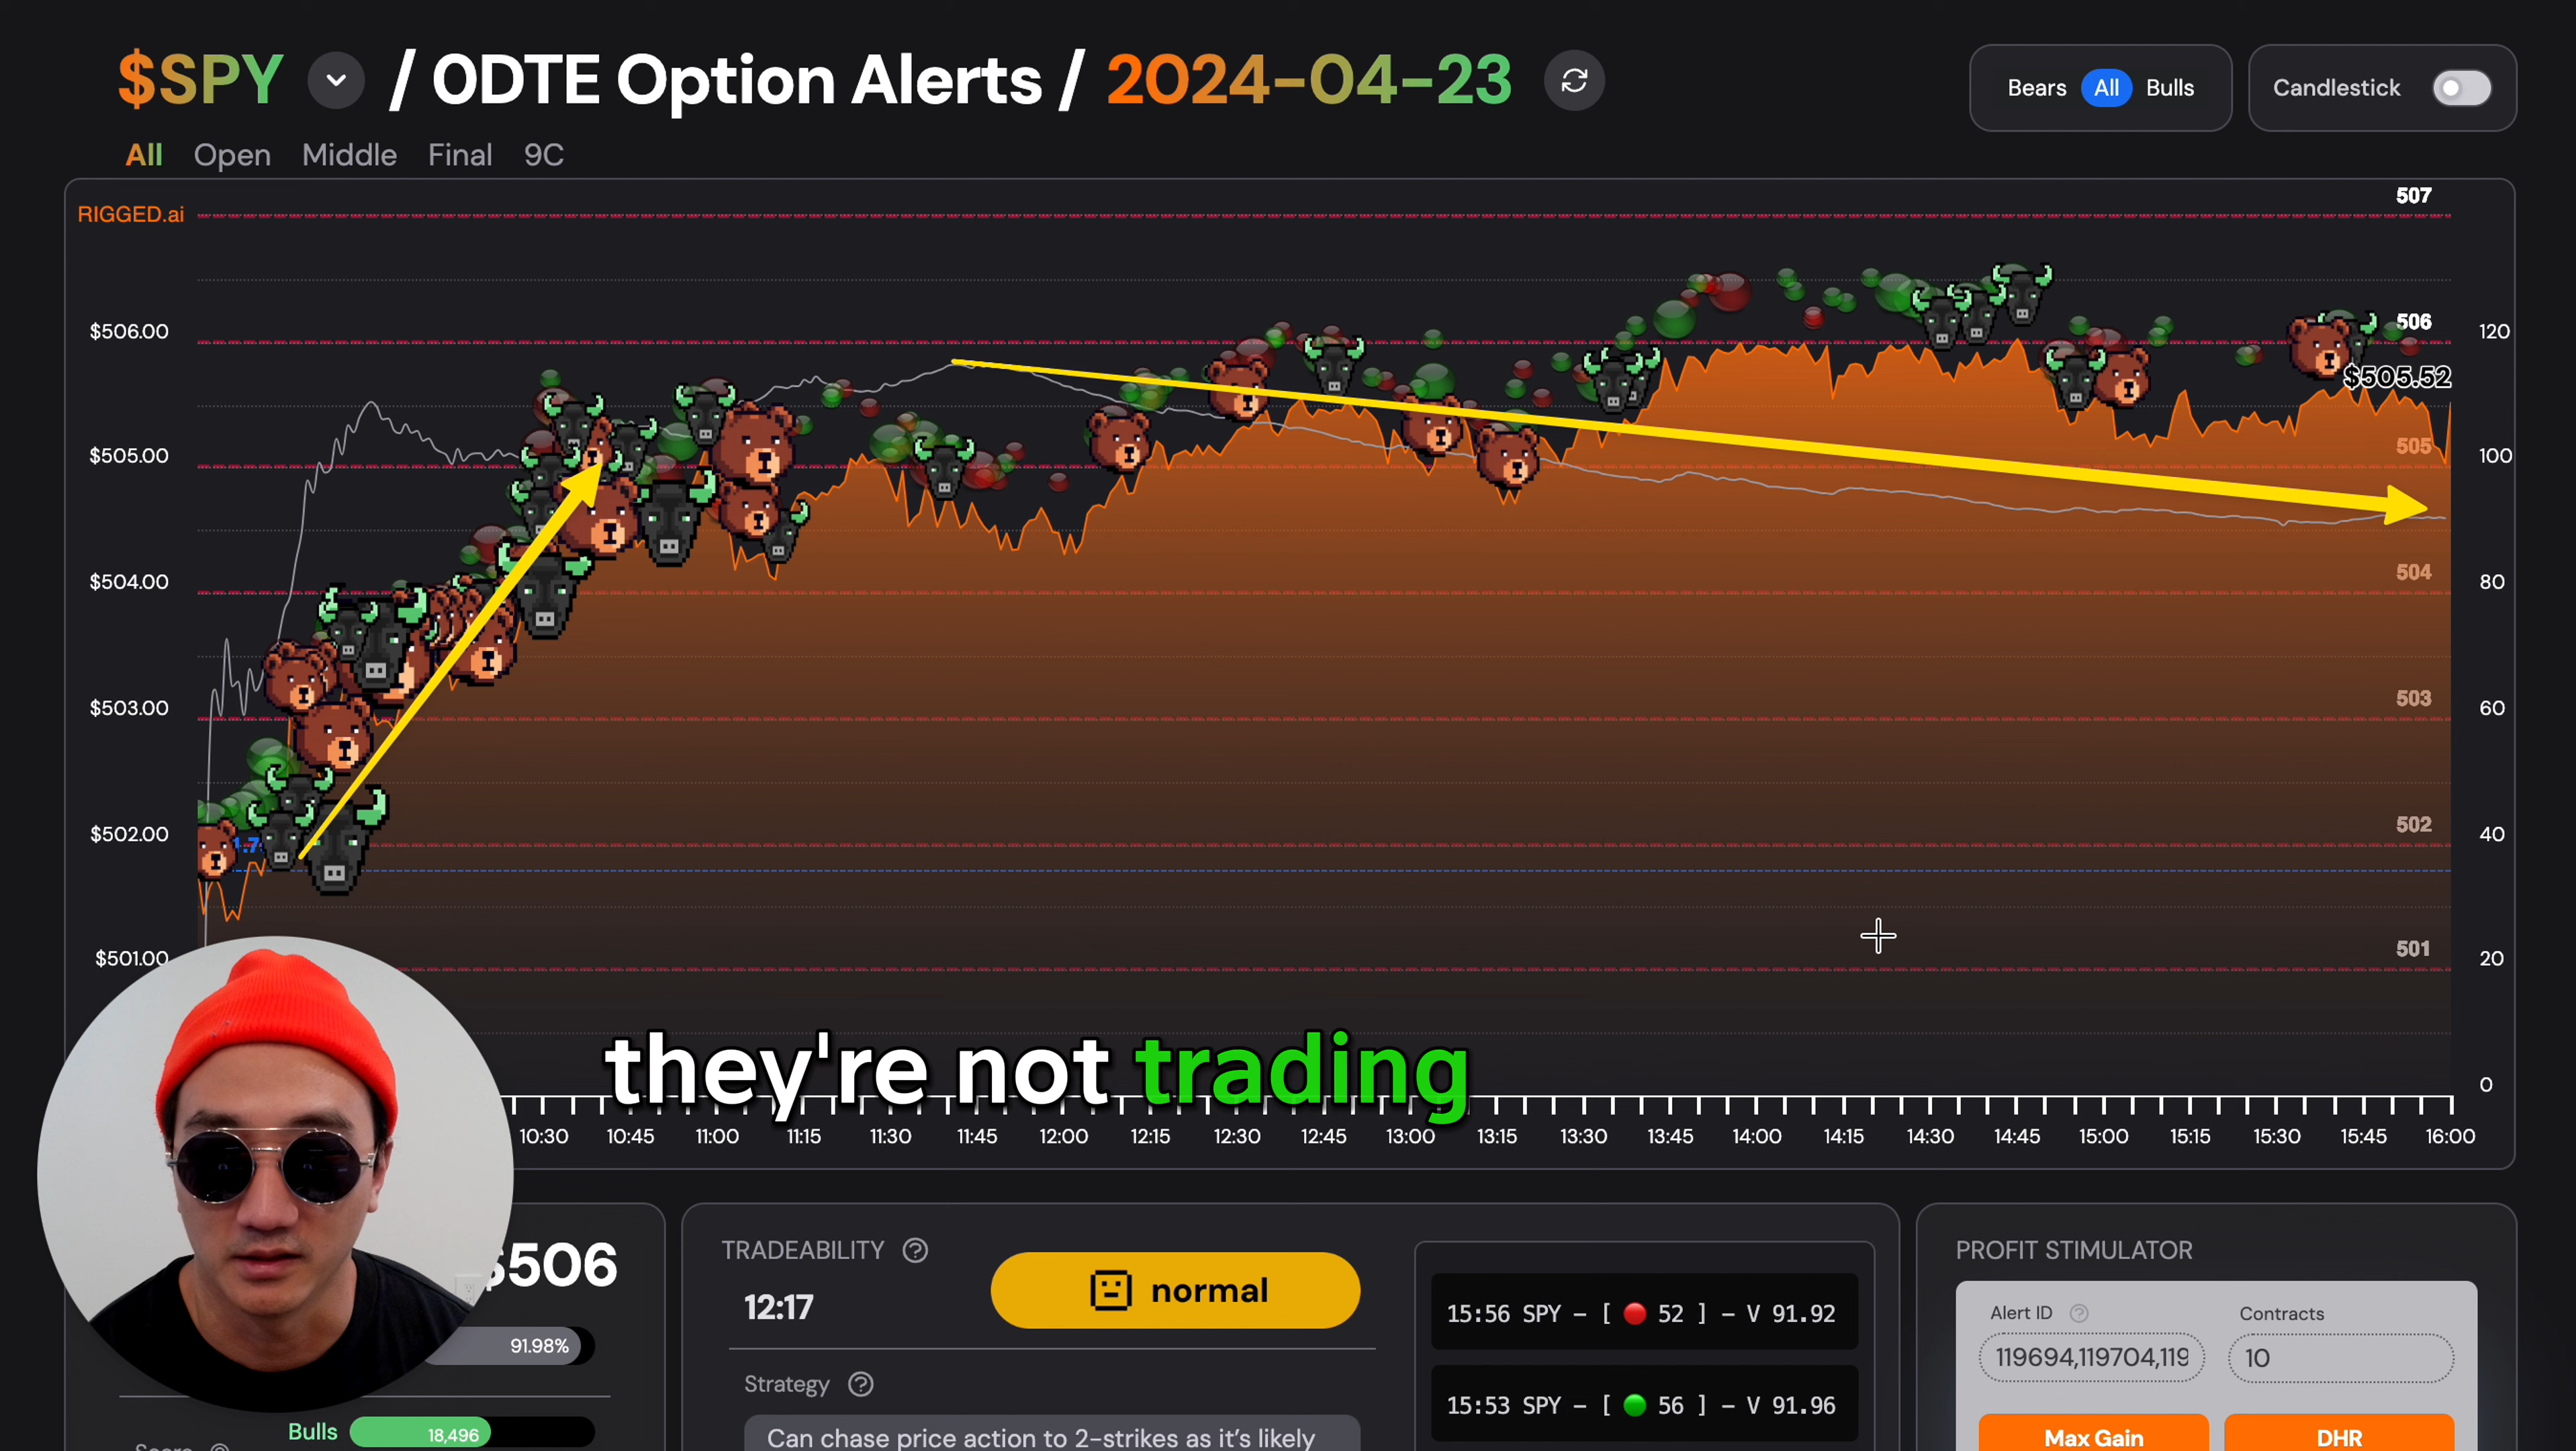 $SPY / 0DTE Option Alerts / 2024-04-23
Bears All Bulls
Candlestick
All Open Middle Final 9C
RIGGED.ai
507
$506.00
506
120
$505.52
$505.00
505
100
$504.00
504
80
$503.00
503
60
$502.00
502
40
1.7
$501.00
501
20
0
they're not trading
10:30 10:45 11:00 11:15 11:30 11:45 12:00 12:15 12:30 12:45 13:00 13:15 13:30 13:45 14:00 14:15 14:30 14:45 15:00 15:15 15:30 15:45 16:00
$506
91.98%
Bulls 18,496
TRADEABILITY ?
12:17
normal
Strategy ?
Can chase price action to 2-strikes as it's likely
15:56 SPY - [ 🔴 52 ] - V 91.92
15:53 SPY - [ 🟢 56 ] - V 91.96
PROFIT STIMULATOR
Alert ID ?
Contracts
119694,119704,119
10
Max Gain
DHR